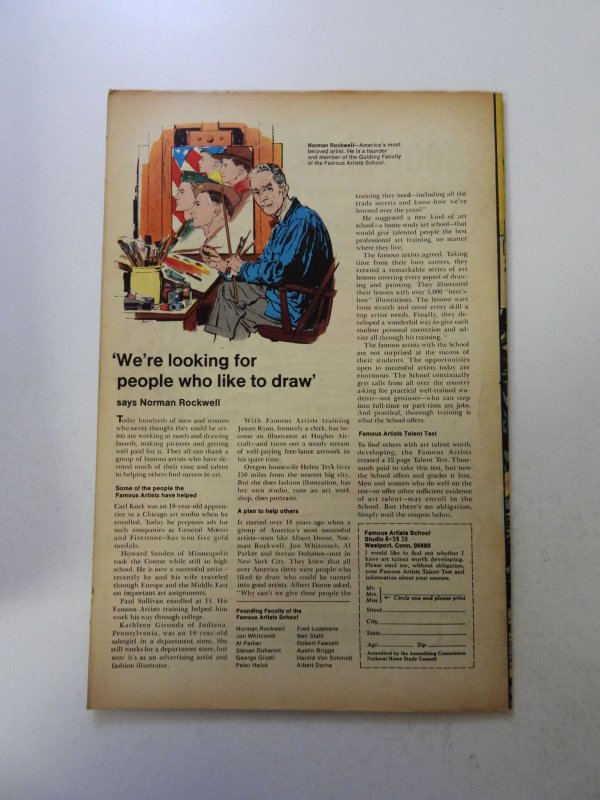 Norman Rockwell—America's most
beloved artist. He is a founder
and member of the Guiding Faculty
of the Famous Artists School.
'We're looking for
people who like to draw'
says Norman Rockwell
Today hundreds of men and women
who never thought they could be art-
ists are working at easels and drawing
boards, making pictures and getting
well paid for it. They all can thank a
group of famous artists who have de-
voted much of their time and talent
to helping others find success in art.
Some of the people the
Famous Artists have helped
Carl Kock was an 18-year-old appren-
tice in a Chicago art studio when he
enrolled. Today he prepares ads for
such companies as General Motors
and Firestone—has won five gold
medals.
Howard Sanden of Minneapolis
took the Course while still in high
school. He is now a successful artist—
recently he and his wife traveled
through Europe and the Middle East
on important art assignments.
Paul Sullivan enrolled at 14. His
Famous Artists training helped him
work his way through college.
Kathleen Gironda of Indiana,
Pennsylvania, was an 18-year-old
salesgirl in a department store. She
still works for a department store, but
now it's as an advertising artist and
fashion illustrator.
With Famous Artists training
James Ryan, formerly a clerk, has be-
come an illustrator at Hughes Air-
craft—and turns out a steady stream
of well-paying free-lance artwork in
his spare time.
Oregon housewife Helen Tryk lives
150 miles from the nearest big city.
But she does fashion illustration, has
her own studio, runs an art work
shop, does portraits.
A plan to help others
It started over 18 years ago when a
group of America's most successful
artists—men like Albert Dorne, Nor-
man Rockwell, Jon Whitcomb, Al
Parker and Stevan Dohanos—met in
New York City. They knew that all
over America there were people who
liked to draw who could be turned
into good artists. Albert Dorne asked,
"Why can't we give these people the
Founding Faculty of the
Famous Artists School
Norman Rockwell
Jon Whitcomb
Al Parker
Stevan Dohanos
George Giusti
Peter Helck
Fred Ludekens
Ben Stahl
Robert Fawcett
Austin Briggs
Harold Von Schmidt
Albert Dorne
training they need—including all the
trade secrets and know-how we've
learned over the years?"
He suggested a new kind of art
school—a home study art school—that
would give talented people the best
professional art training, no matter
where they live.
The famous artists agreed. Taking
time from their busy careers, they
created a remarkable series of art
lessons covering every aspect of draw-
ing and painting. They illustrated
their lessons with over 5,000 "here's-
how" illustrations. The lessons start
from scratch and cover every skill a
top artist needs. Finally, they de-
veloped a wonderful way to give each
student personal correction and ad-
vice all through his training.
The famous artists with the School
are not surprised at the success of
their students. The opportunities
open to successful artists today are
enormous. The School continually
gets calls from all over the country
asking for practical well-trained stu-
dents—not geniuses—who can step
into full-time or part-time art jobs.
And practical, thorough training is
what the School offers.
Famous Artists Talent Test
To find others with art talent worth
developing, the Famous Artists
created a 12-page Talent Test. Thou-
sands paid to take this test, but now
the School offers and grades it free.
Men and women who do well on the
test—or offer other sufficient evidence
of art talent—may enroll in the
School. But there's no obligation.
Simply mail the coupon below.
Famous Artists School
Studio
Westport, Conn. 06880
I would like to find out whether I
have art talent worth developing.
Please send me, without obligation,
your Famous Artists Talent Test and
information about your courses.
Mr.
Mrs.
Miss
← Circle one and please print
Street
City
State
Age Zip
Accredited by the Accrediting Commission
National Home Study Council